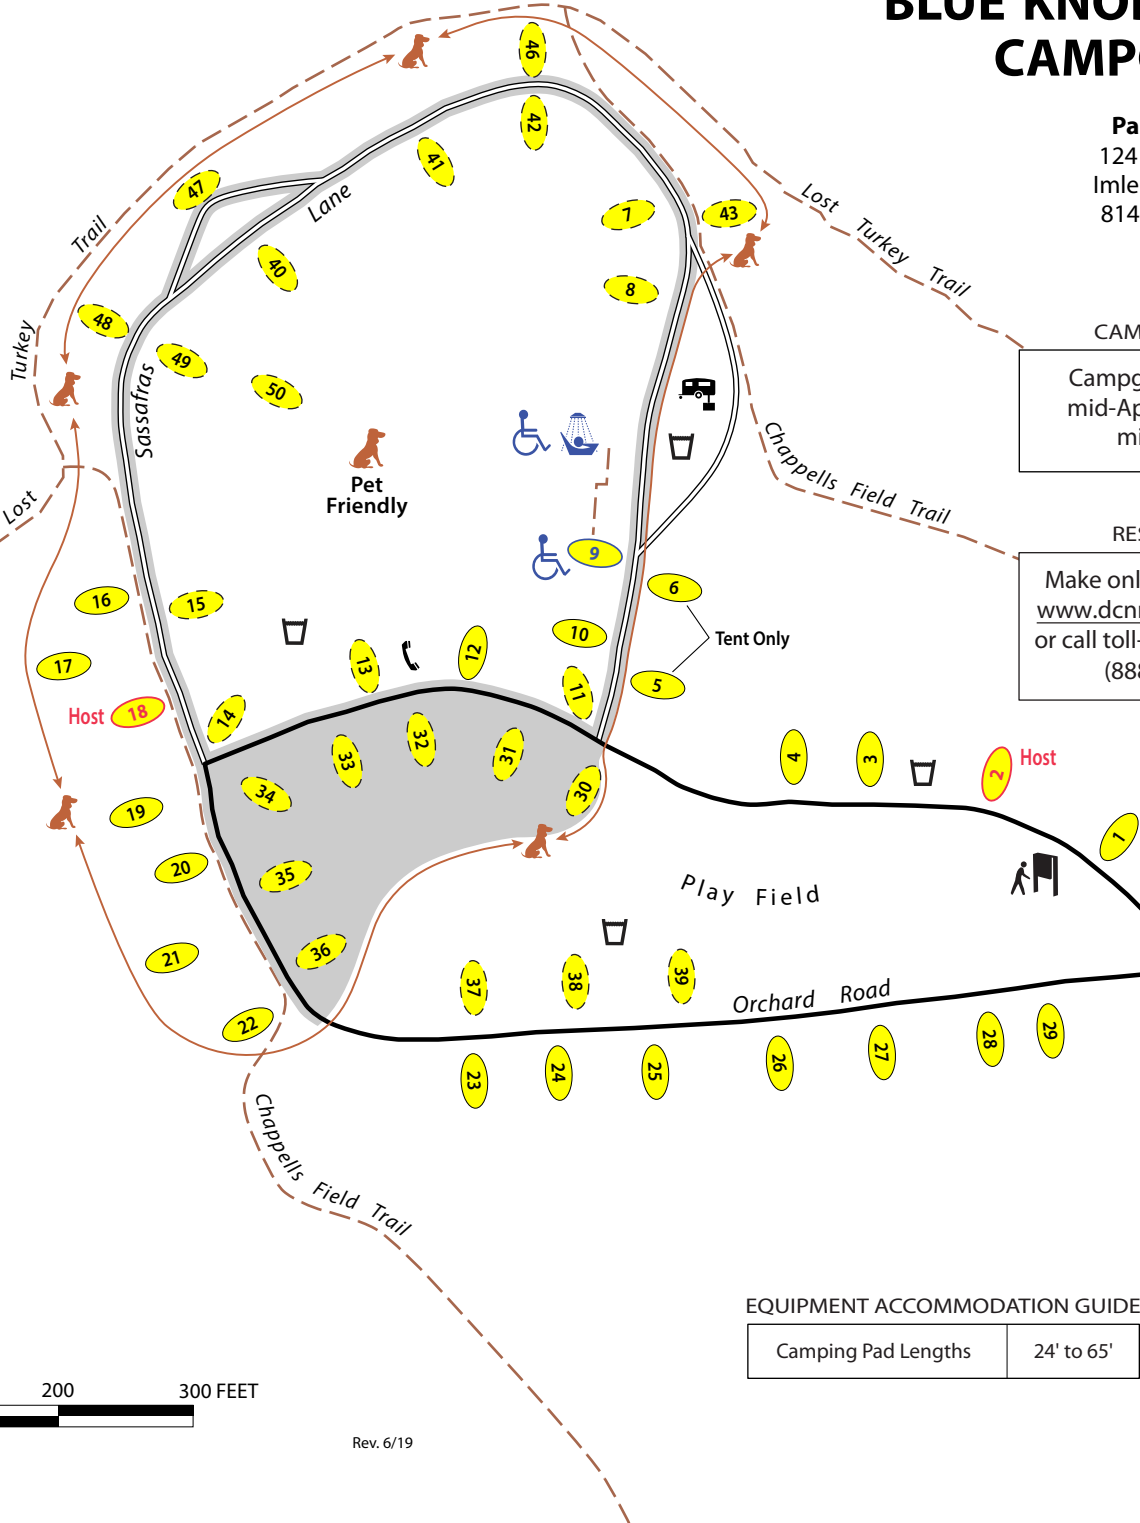 BLUE KNO
CAMP
Pa
124
Imle
814
46
42
41
47
Lane
7
43
Lost Turkey Trail
Trail
40
8
48
49
50
Turkey
Sassafras
CAM
Campg
mid-Ap
mi
Pet
Friendly
Chappells Field Trail
Lost
9
RES
Make onl
www.dcnr
or call toll-
(888
16
15
6
10
Tent Only
12
13
17
5
11
Host 18
14
32
31
33
4
3
2
Host
34
30
19
1
20
35
Play Field
36
21
37
38
39
Orchard Road
22
23
24
25
26
27
28
29
Chappells Field Trail
EQUIPMENT ACCOMMODATION GUIDE
Camping Pad Lengths 24' to 65'
200 300 FEET
Rev. 6/19